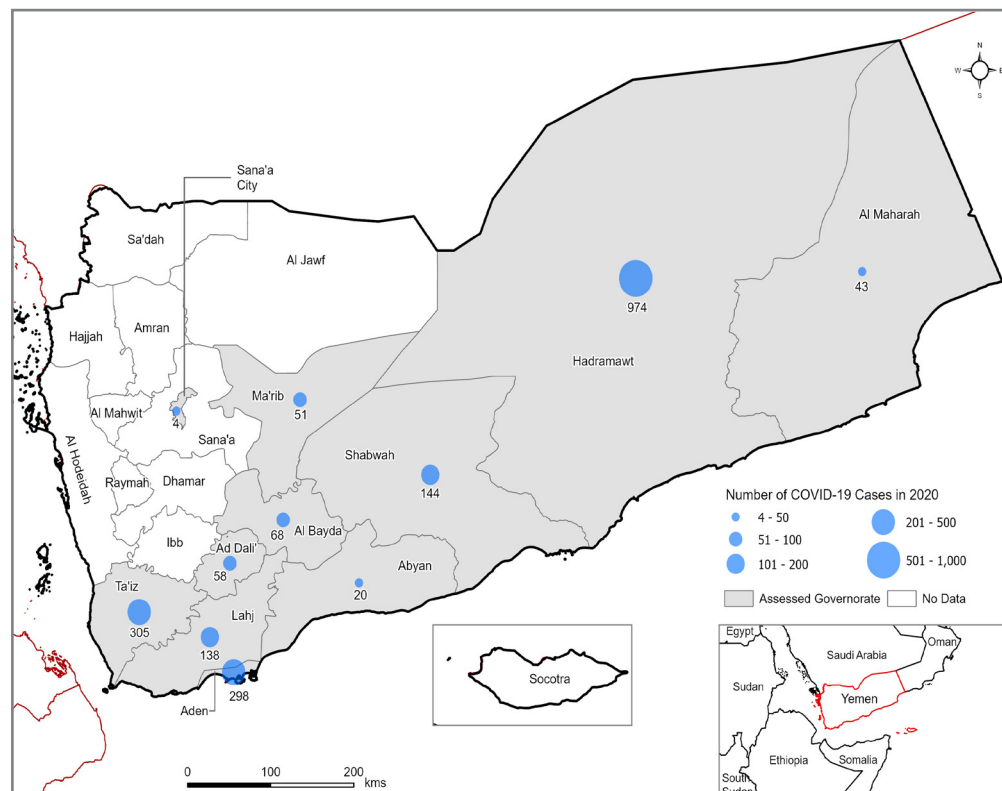 N
W
E
S
Sana'a
City
Sa'dah
Al Jawf
Al Maharah
43
974
Hadramawt
Hajjah
Amran
Ma'rib
51
Al Mahwit
4
Sana'a
Al Hodeidah
Shabwah
144
Raymah
Dhamar
Ibb
68
Al Bayda
Ad Dali'
58
Abyan
20
Ta'iz
305
Lahj
138
298
Aden
Socotra
0
100
200
kms
Number of COVID-19 Cases in 2020
4 - 50
201 - 500
51 - 100
101 - 200
501 - 1,000
Assessed Governorate
No Data
Egypt
Saudi Arabia
Oman
Sudan
Yemen
Ethiopia
Somalia
South
Sudan